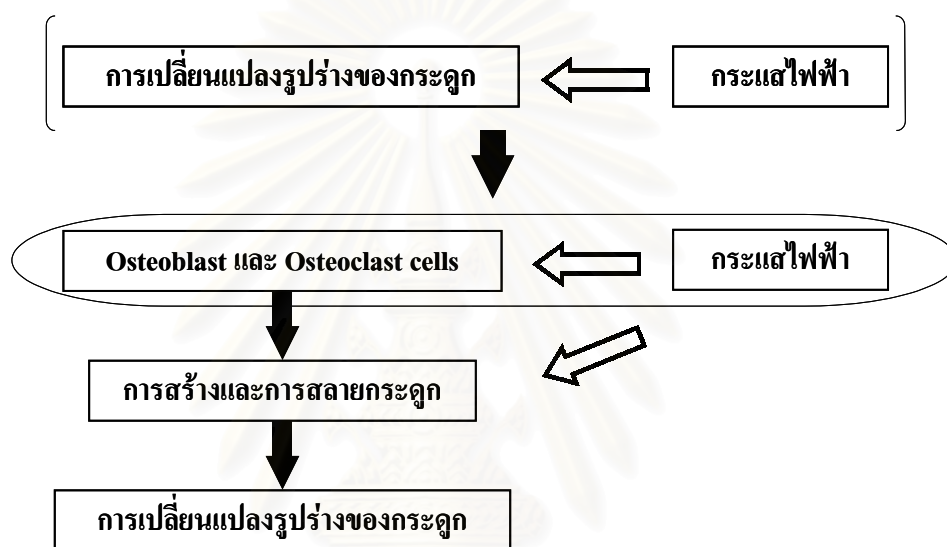 การเปลี่ยนแปลงรูปร่างของกระดูก
กระแสไฟฟ้า
Osteoblast และ Osteoclast cells
กระแสไฟฟ้า
การสร้างและการสลายกระดูก
การเปลี่ยนแปลงรูปร่างของกระดูก